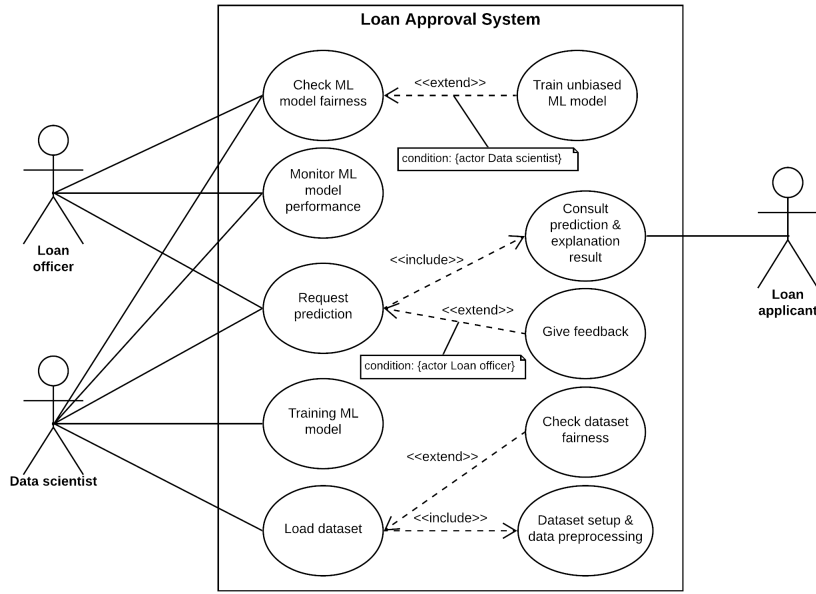 Loan Approval System
Check ML
model fairness
<<extend>>
Train unbiased
ML model
condition: {actor Data scientist}
Monitor ML
model
performance
Loan
officer
Consult
prediction &
explanation
result
<<include>>
Loan
applicant
Request
prediction
<<extend>>
Give feedback
condition: {actor Loan officer}
Training ML
model
Check dataset
fairness
<<extend>>
Data scientist
Load dataset
<<include>>
Dataset setup &
data preprocessing